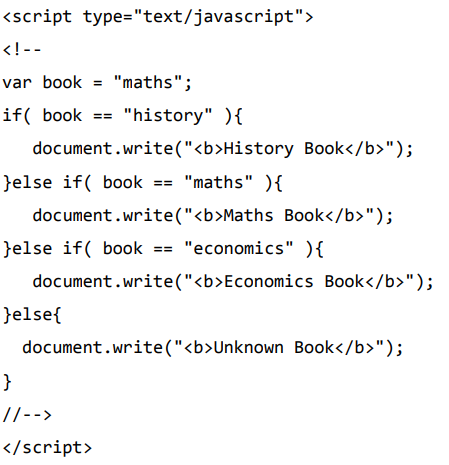 <script type="text/javascript">
<!--
var book = "maths";
if( book == "history" ){
   document.write("<b>History Book</b>");
}else if( book == "maths" ){
   document.write("<b>Maths Book</b>");
}else if( book == "economics" ){
   document.write("<b>Economics Book</b>");
}else{
  document.write("<b>Unknown Book</b>");
}
//-->
</script>